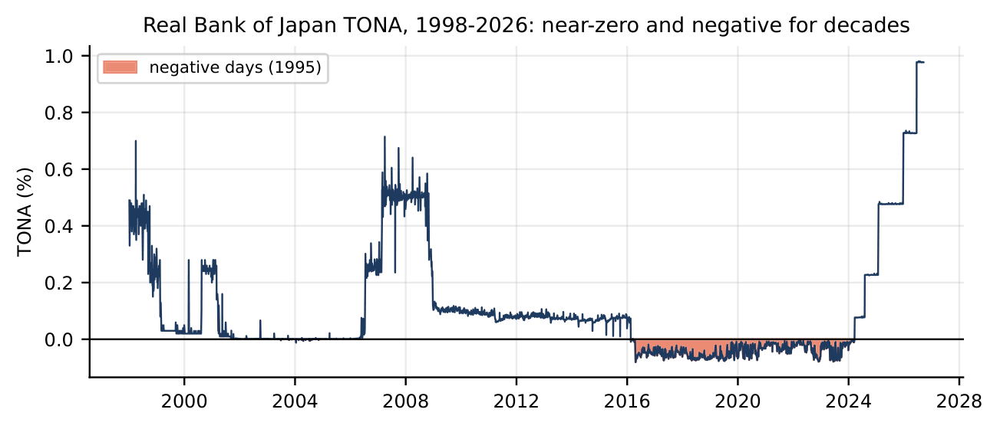 Real Bank of Japan TONA, 1998-2026: near-zero and negative for decades
negative days (1995)
TONA (%)
1.0
0.8
0.6
0.4
0.2
0.0
2000 2004 2008 2012 2016 2020 2024 2028